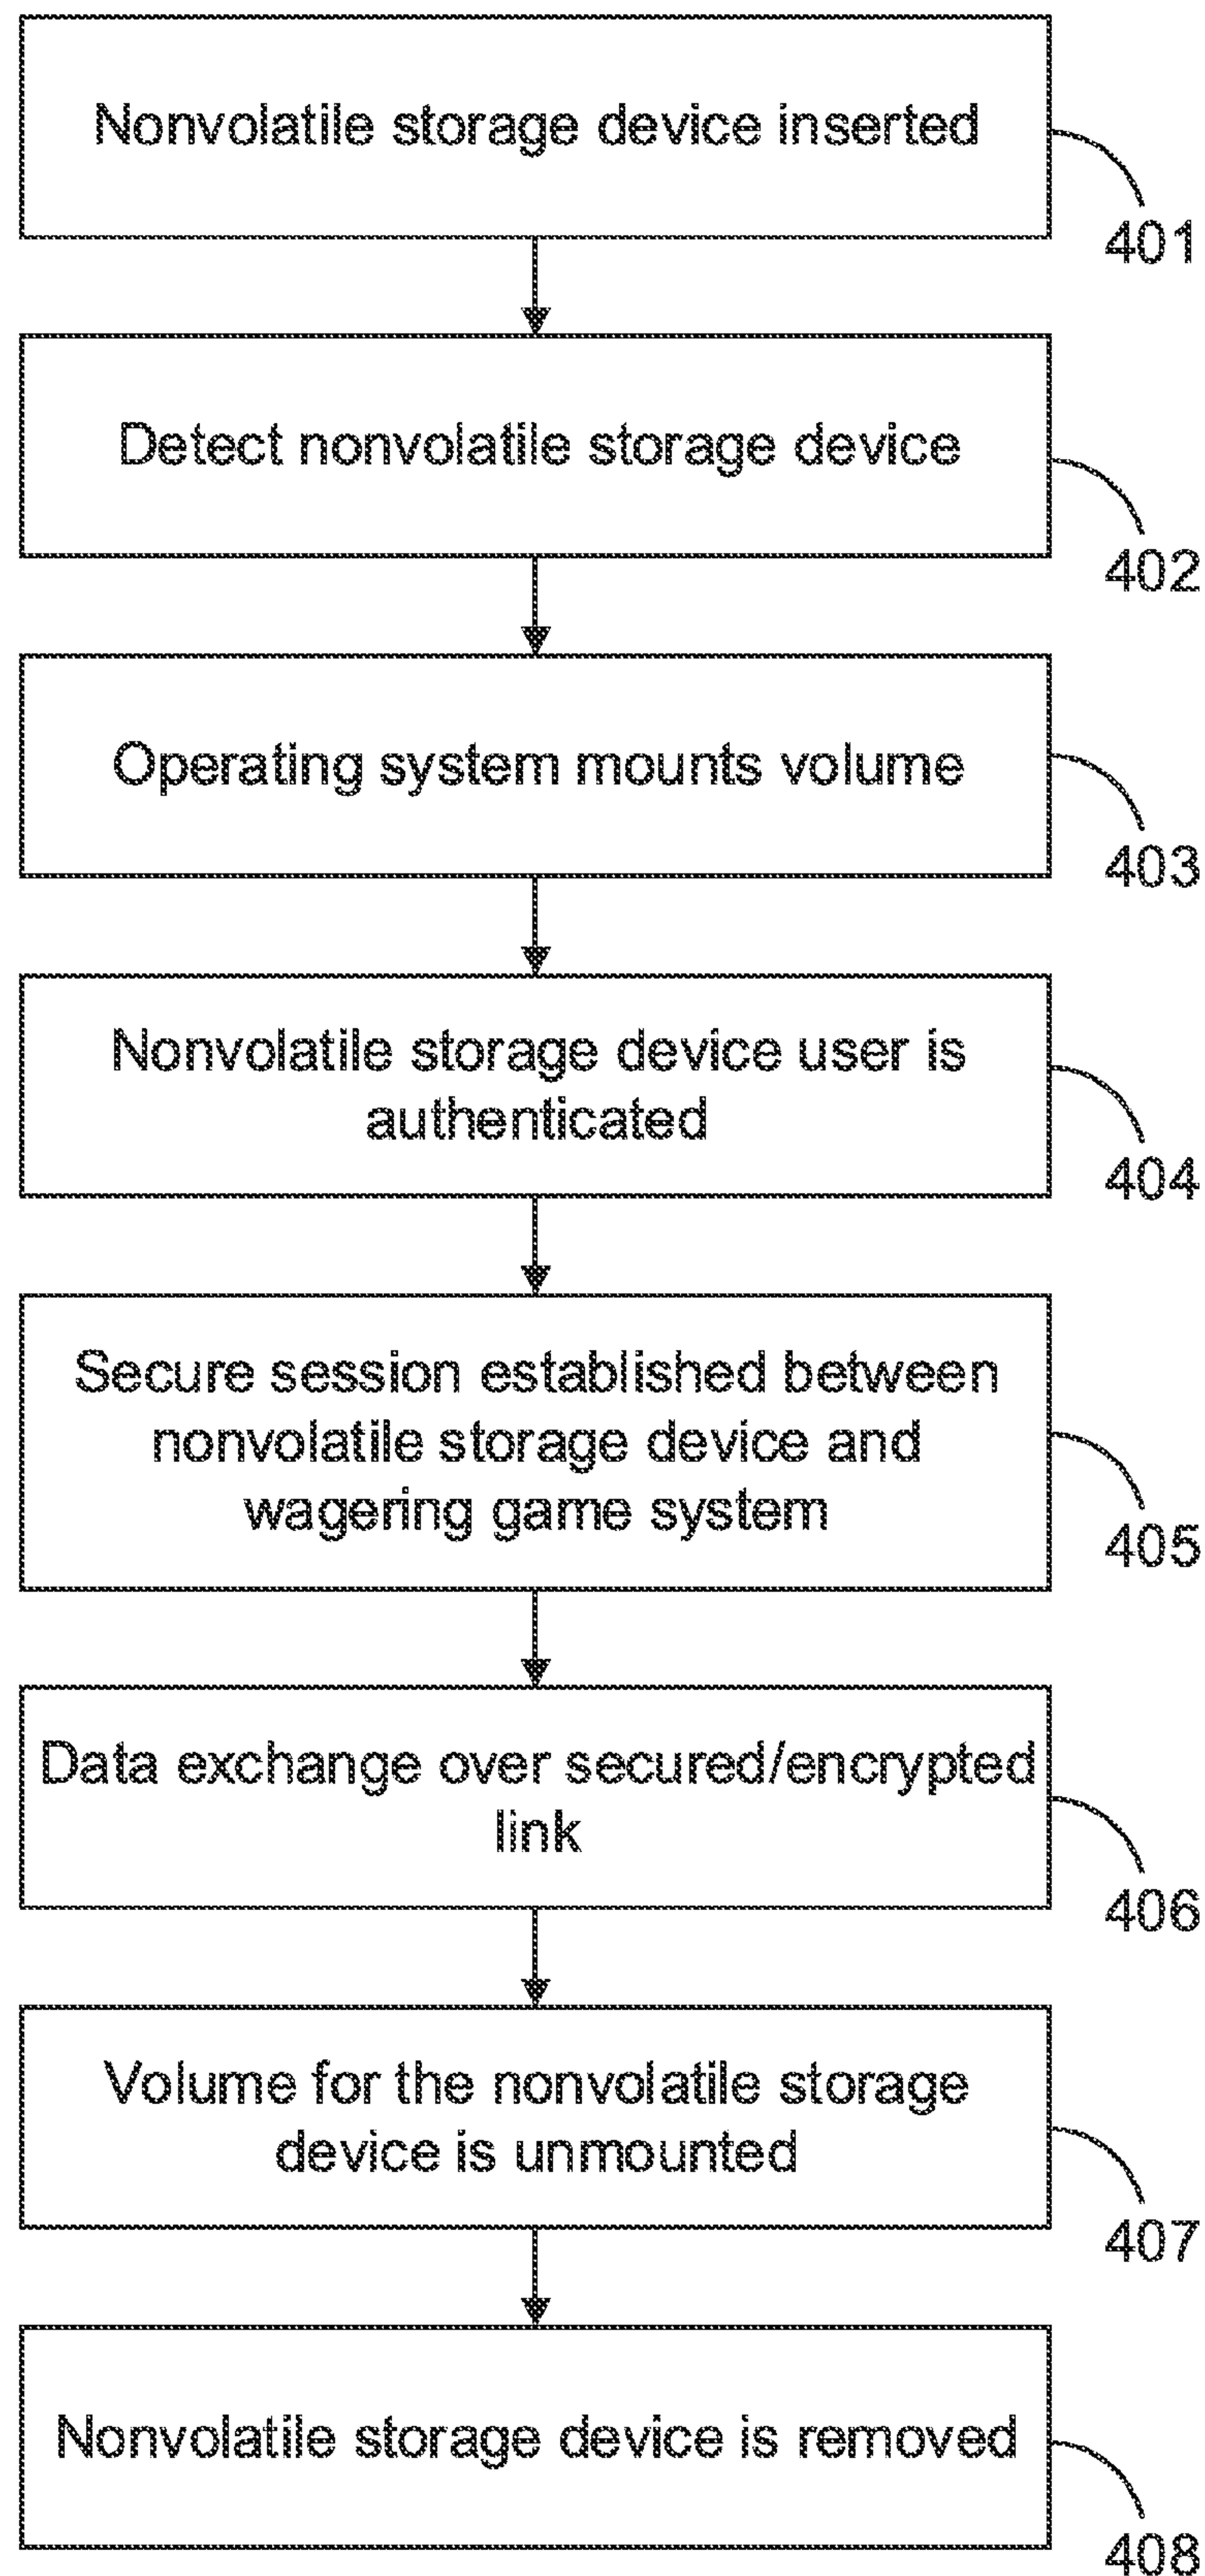 Nonvolatile storage device inserted
401
Detect nonvolatile storage device
402
Operating system mounts volume
403
Nonvolatile storage device user is
authenticated
404
Secure session established between
nonvolatile storage device and
wagering game system
405
Data exchange over secured/encrypted
link
406
Volume for the nonvolatile storage
device is unmounted
407
Nonvolatile storage device is removed
408